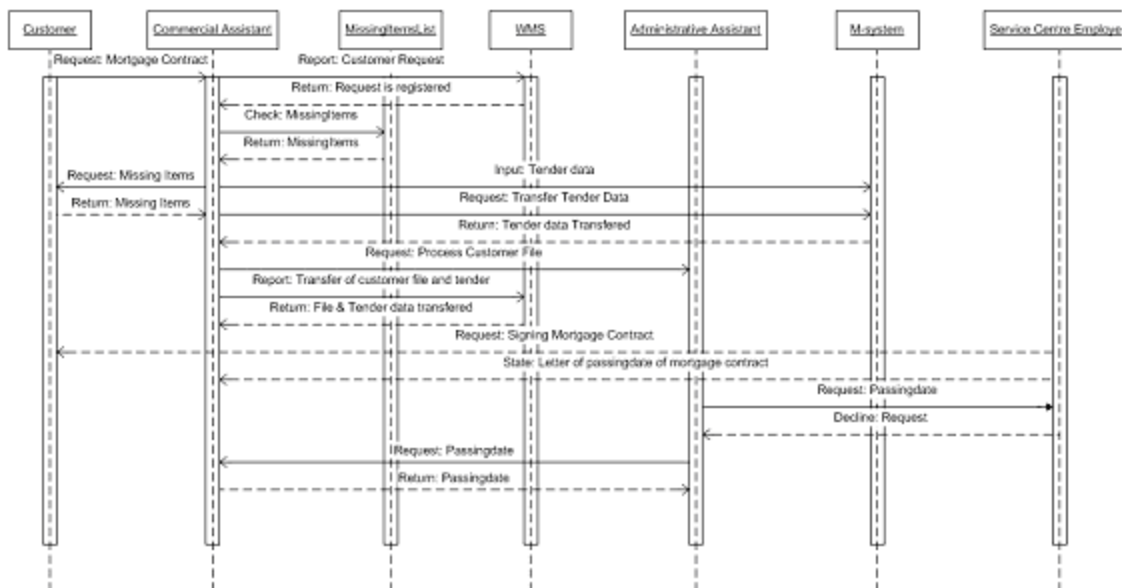 Customer
Commercial Assistant
MissingItemsList
WMS
Administrative Assistant
M-system
Service Centre Employe
Request: Mortgage Contract
Report: Customer Request
Return: Request is registered
Check: MissingItems
Return: MissingItems
Input: Tender data
Request: Missing Items
Request: Transfer Tender Data
Return: Missing Items
Return: Tender data Transfered
Request: Process Customer File
Report: Transfer of customer file and tender
Return: File & Tender data transfered
Request: Signing Mortgage Contract
State: Letter of passingdate of mortgage contract
Request: Passingdate
Decline: Request
Request: Passingdate
Return: Passingdate